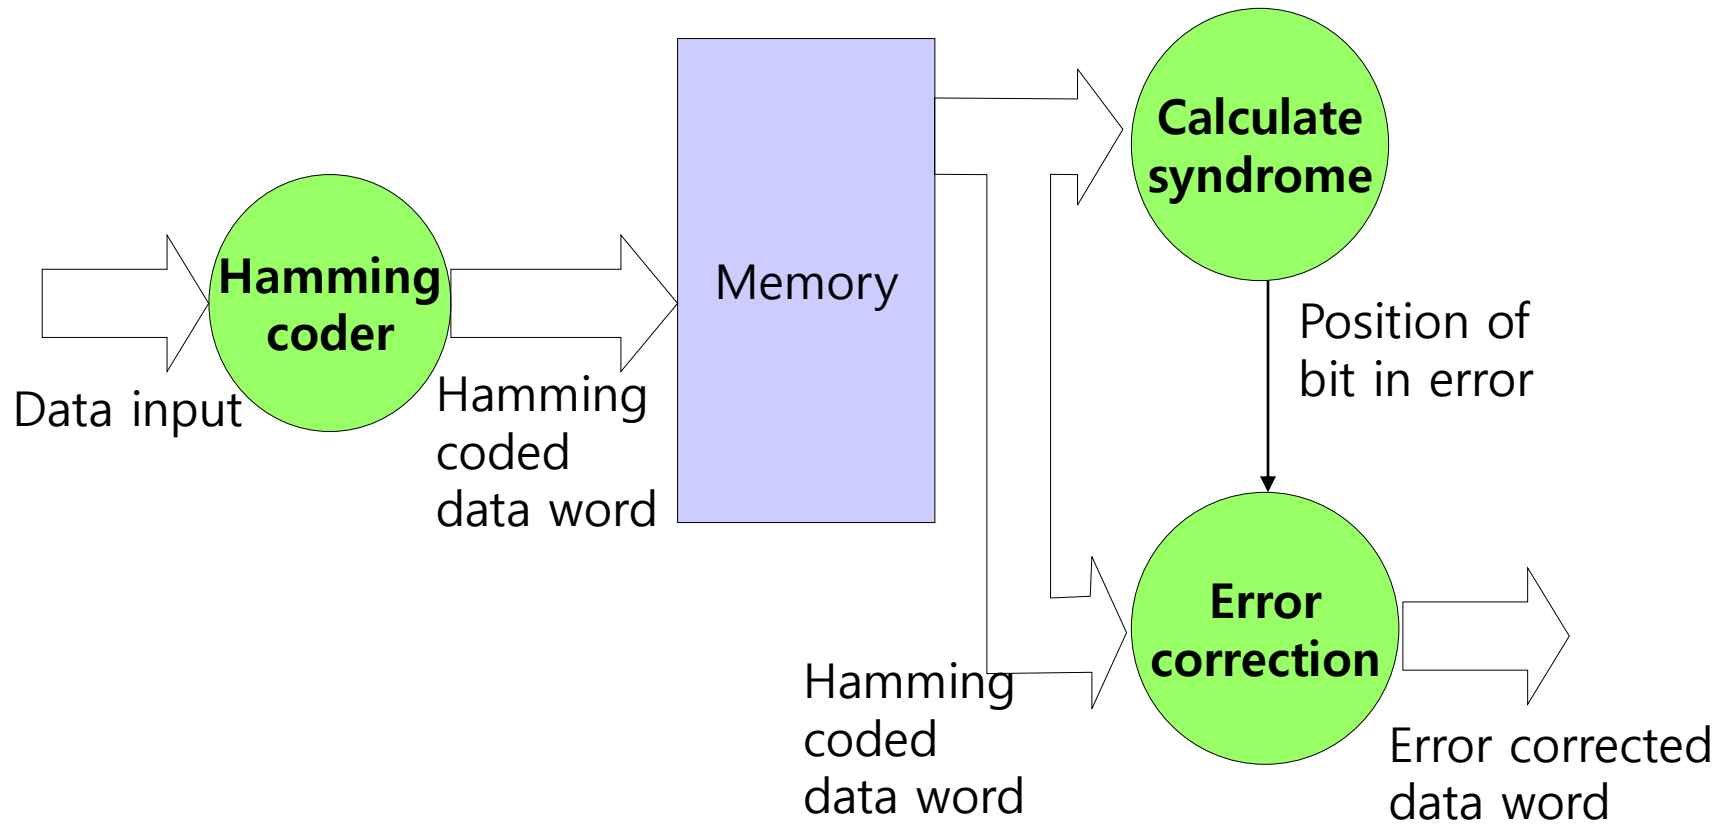 Calculate
syndrome
Hamming
coder
Memory
Position of
bit in error
Data input
Hamming
coded
data word
Error
correction
Hamming
coded
data word
Error corrected
data word